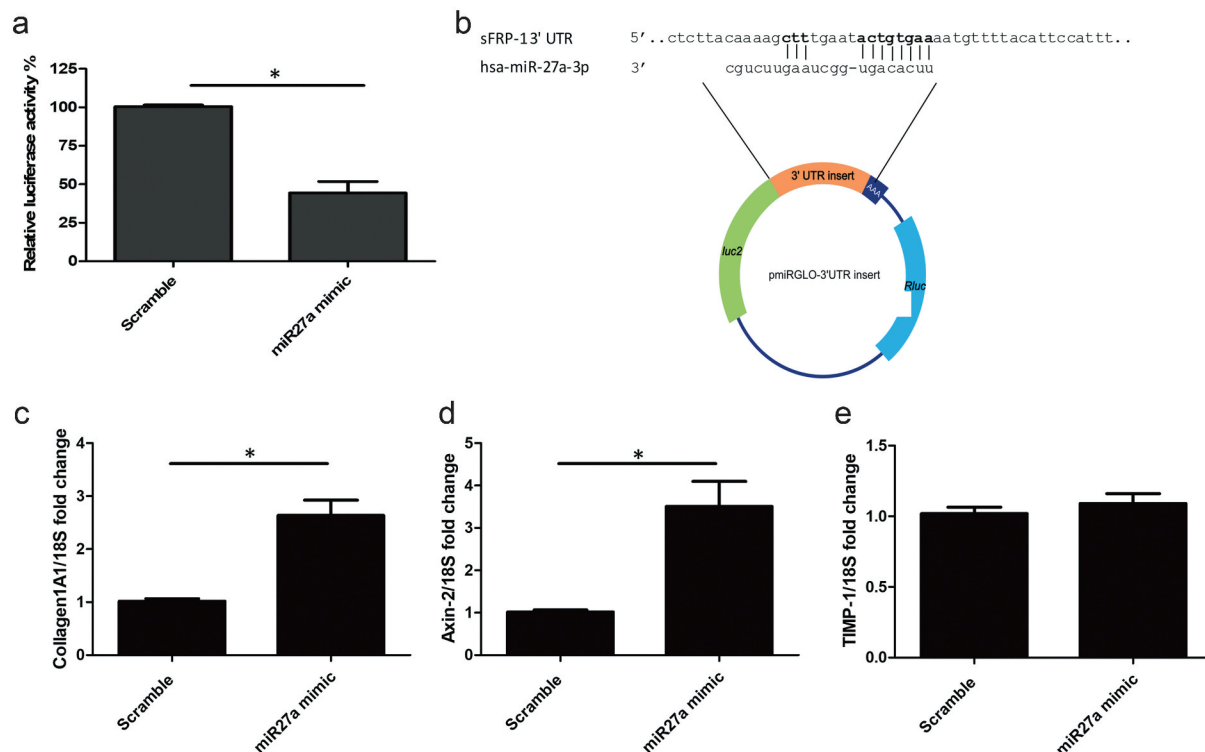 a
Relative luciferase activity %
125
100
75
50
25
0
*
Scramble
miR27a mimic
b
sFRP-13' UTR 5' ..ctcttacaaaagctttgaatactgtgaaaatgttttacattccattt..
hsa-miR-27a-3p 3' cgucuugaaucgg-ugacacuu
3' UTR insert
AAA
luc2
pmiRGLO-3'UTR insert
Rluc
c
Collagen1A1/18S fold change
4
3
2
1
0
*
Scramble
miR27a mimic
d
Axin-2/18S fold change
5
4
3
2
1
0
*
Scramble
miR27a mimic
e
TIMP-1/18S fold change
1.5
1.0
0.5
0.0
Scramble
miR27a mimic